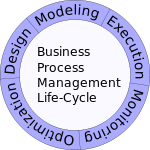 Design
Modeling
Execution
Monitoring
Optimization
Business
Process
Management
Life-Cycle